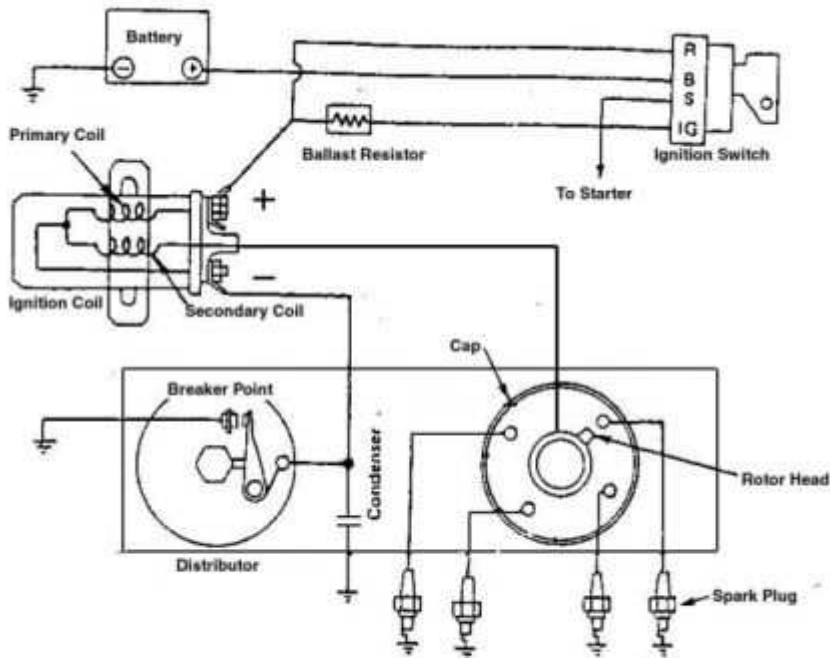 Battery
R
B
S
IG
Primary Coil
Ballast Resistor
Ignition Switch
To Starter
+
−
Ignition Coil
Secondary Coil
Cap
Breaker Point
Condenser
Rotor Head
Distributor
Spark Plug